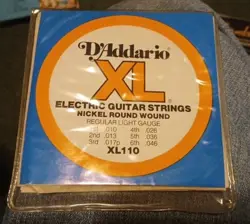 D'Addario
XL®
ELECTRIC GUITAR STRINGS
NICKEL ROUND WOUND
REGULAR LIGHT GAUGE
1st .010 4th .026
2nd .013 5th .036
3rd .017p 6th .046
XL110